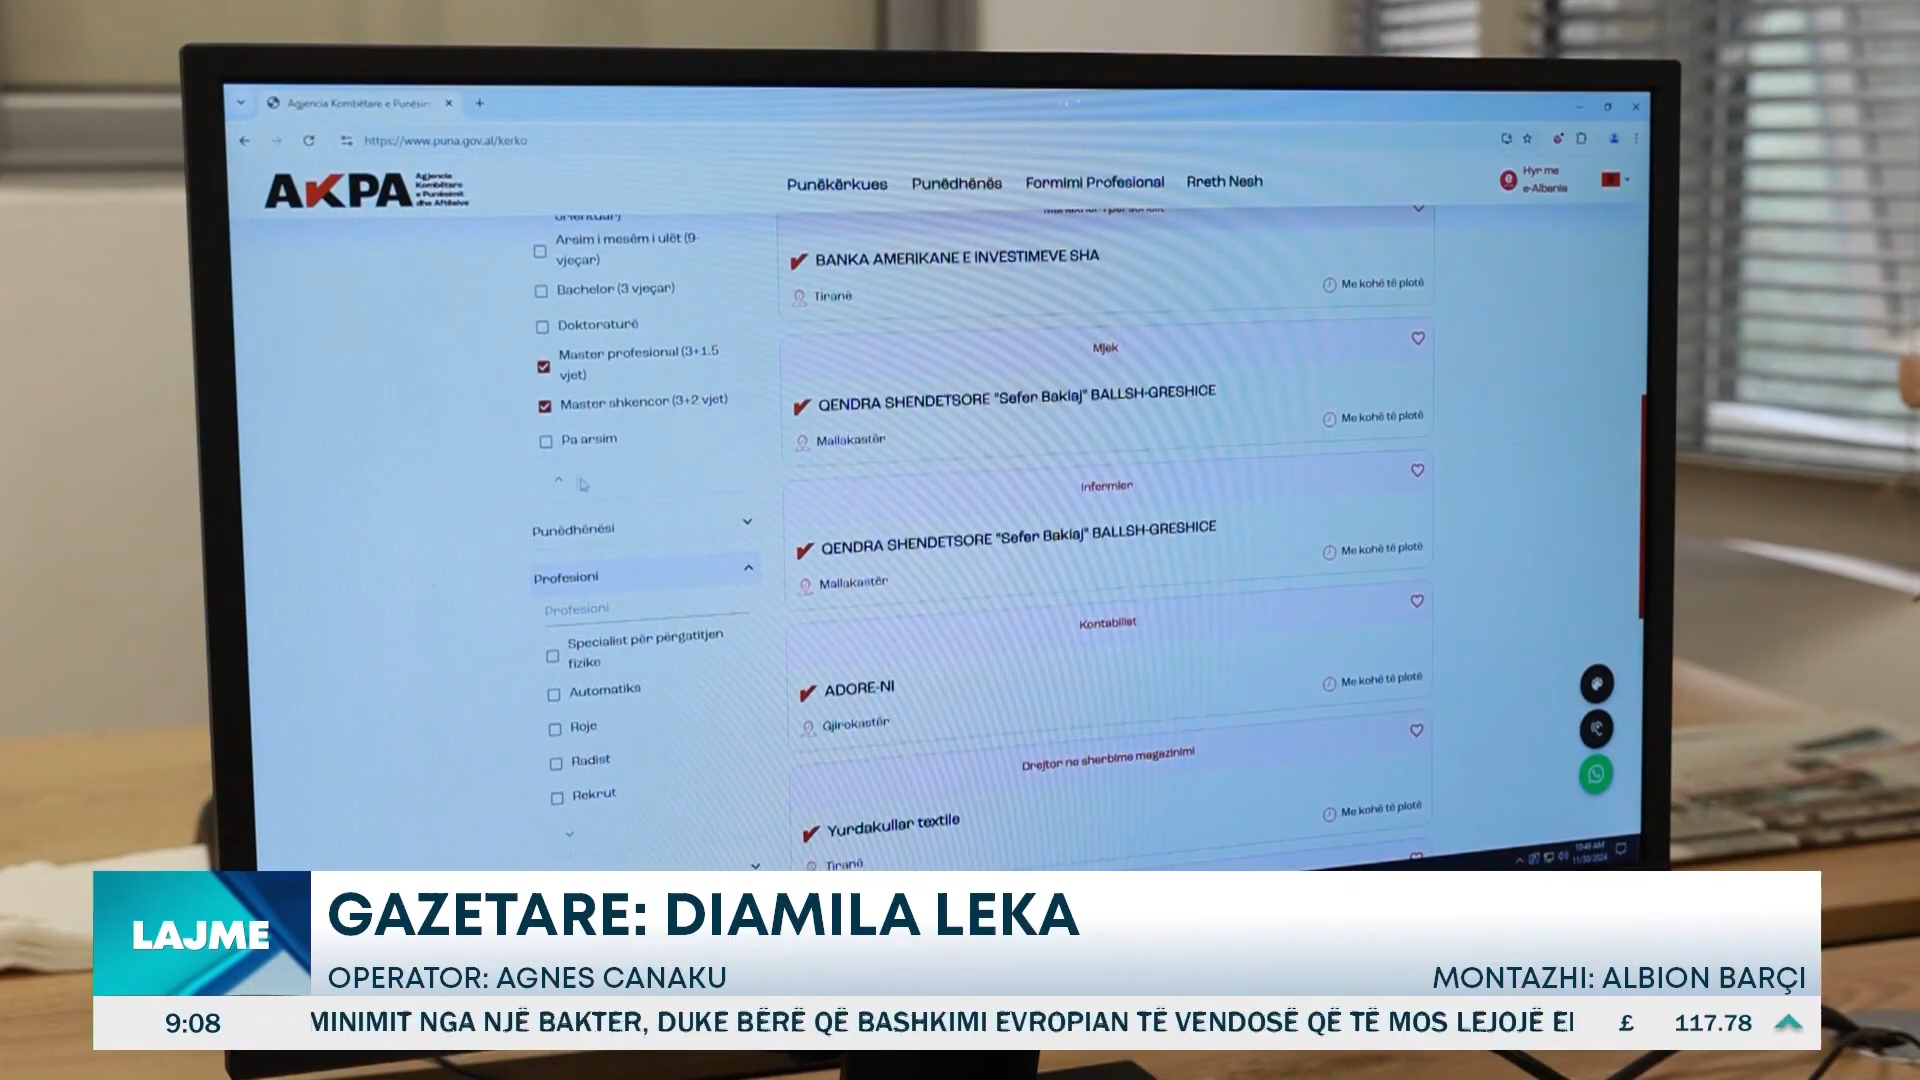 Agjencia Kombëtare e Punësim
https://www.puna.gov.al/kerko
AKPA
Agjencia
Kombëtare
e Punësimit
dhe Aftësive
Punëkërkues
Punëdhënës
Formimi Profesional
Rreth Nesh
Hyr me
e-Albania
Arsim i mesëm i ulët (9-
vjeçar)
Bachelor (3 vjeçar)
Doktoraturë
Master profesional (3+1.5
vjet)
Master shkencor (3+2 vjet)
Pa arsim
Punëdhënësi
Profesioni
Profesioni
Specialist për përgatitjen
fizike
Automatika
Roje
Radist
Rekrut
BANKA AMERIKANE E INVESTIMEVE SHA
Tiranë
Me kohë të plotë
Mjek
QENDRA SHENDETSORE "Sefer Baklaj" BALLSH-GRESHICE
Mallakastër
Me kohë të plotë
Infermier
QENDRA SHENDETSORE "Sefer Baklaj" BALLSH-GRESHICE
Mallakastër
Me kohë të plotë
Kontabilist
ADORE-NI
Gjirokastër
Me kohë të plotë
Drejtor ne sherbime magazinimi
Yurdakullar textile
Tiranë
Me kohë të plotë
10:46 AM
11/30/2024
LAJME
GAZETARE: DIAMILA LEKA
OPERATOR: AGNES CANAKU
MONTAZHI: ALBION BARÇI
9:08
MINIMIT NGA NJË BAKTER, DUKE BËRË QË BASHKIMI EVROPIAN TË VENDOSË QË TË MOS LEJOJË
£ 117.78